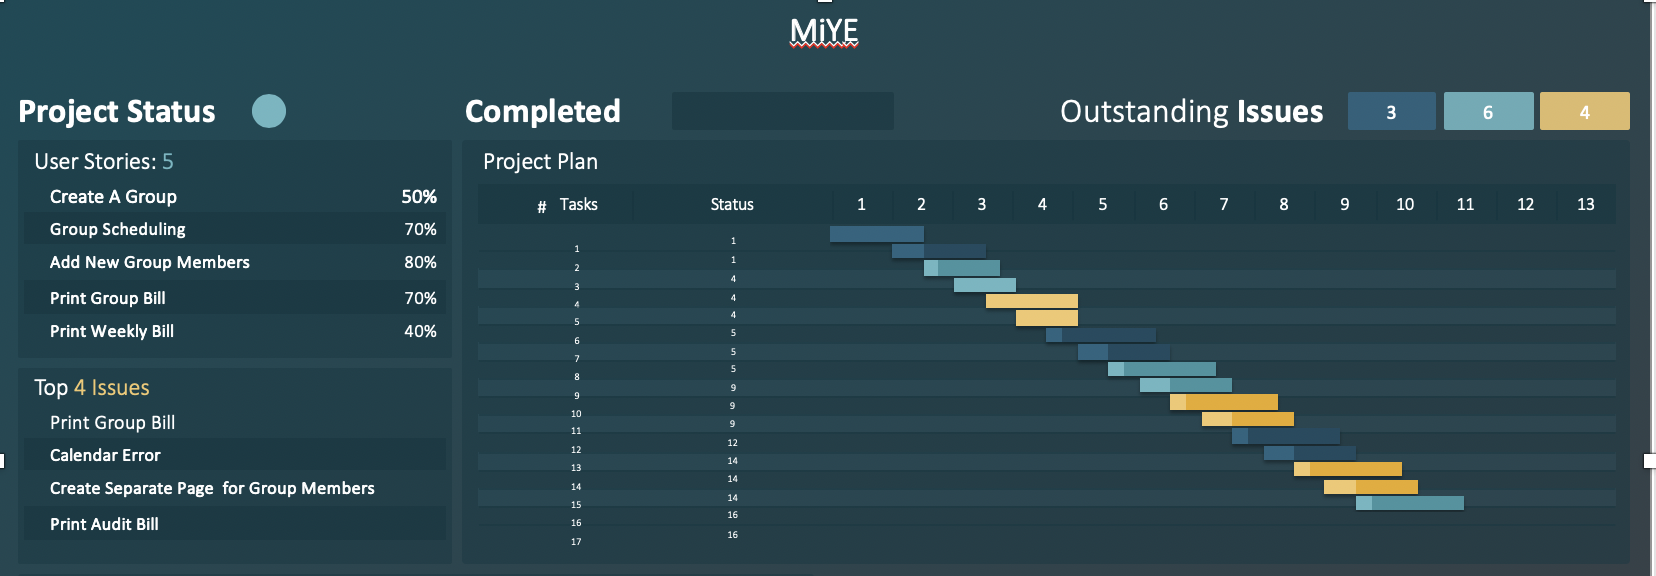 MiYE
Project Status
Completed
Outstanding Issues 3 6 4
User Stories: 5
Create A Group 50%
Group Scheduling 70%
Add New Group Members 80%
Print Group Bill 70%
Print Weekly Bill 40%
Top 4 Issues
Print Group Bill
Calendar Error
Create Separate Page for Group Members
Print Audit Bill
Project Plan
# Tasks Status 1 2 3 4 5 6 7 8 9 10 11 12 13
1
1
1
2
4
3
4
4
4
5
5
6
5
7
5
8
9
9
9
10
9
11
12
12
14
13
14
14
14
15
16
16
16
17